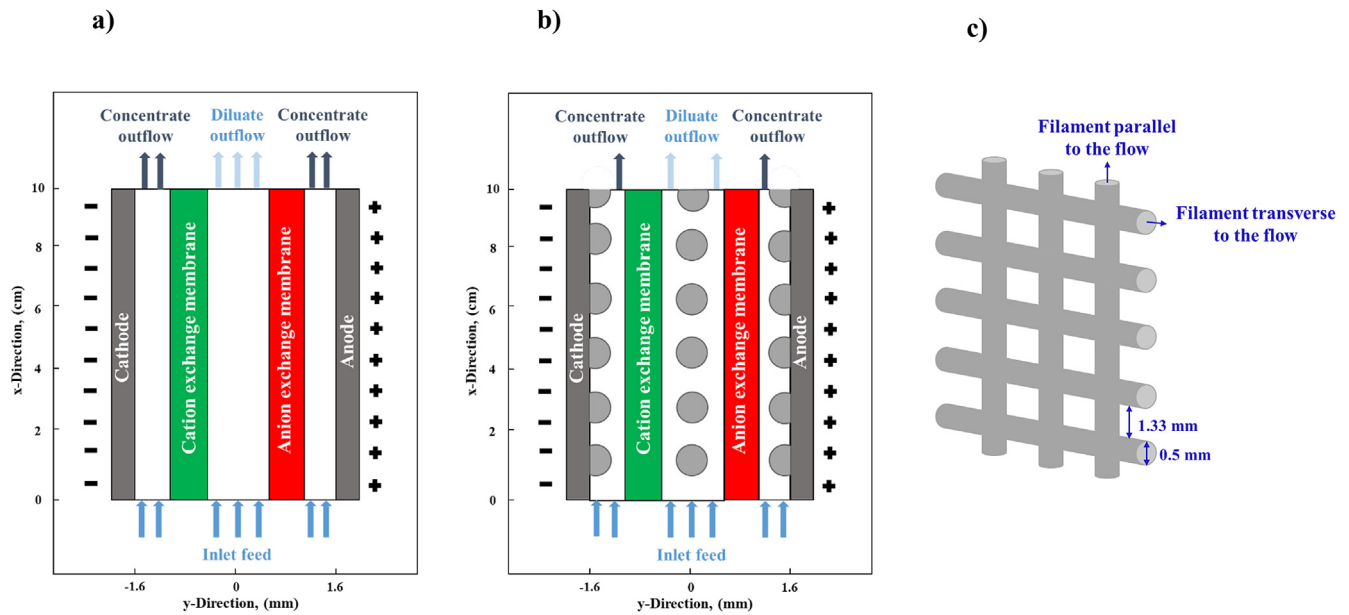 a)
Concentrate
outflow
Diluate
outflow
Concentrate
outflow
x-Direction, (cm)
10
8
6
4
2
0
Cathode
Cation exchange membrane
Anion exchange membrane
Anode
Inlet feed
-1.6
0
1.6
y-Direction, (mm)
b)
Concentrate
outflow
Diluate
outflow
Concentrate
outflow
x-Direction, (cm)
10
8
6
4
2
0
Cathode
Cation exchange membrane
Anion exchange membrane
Anode
Inlet feed
-1.6
0
1.6
y-Direction, (mm)
c)
Filament parallel
to the flow
Filament transverse
to the flow
1.33 mm
0.5 mm